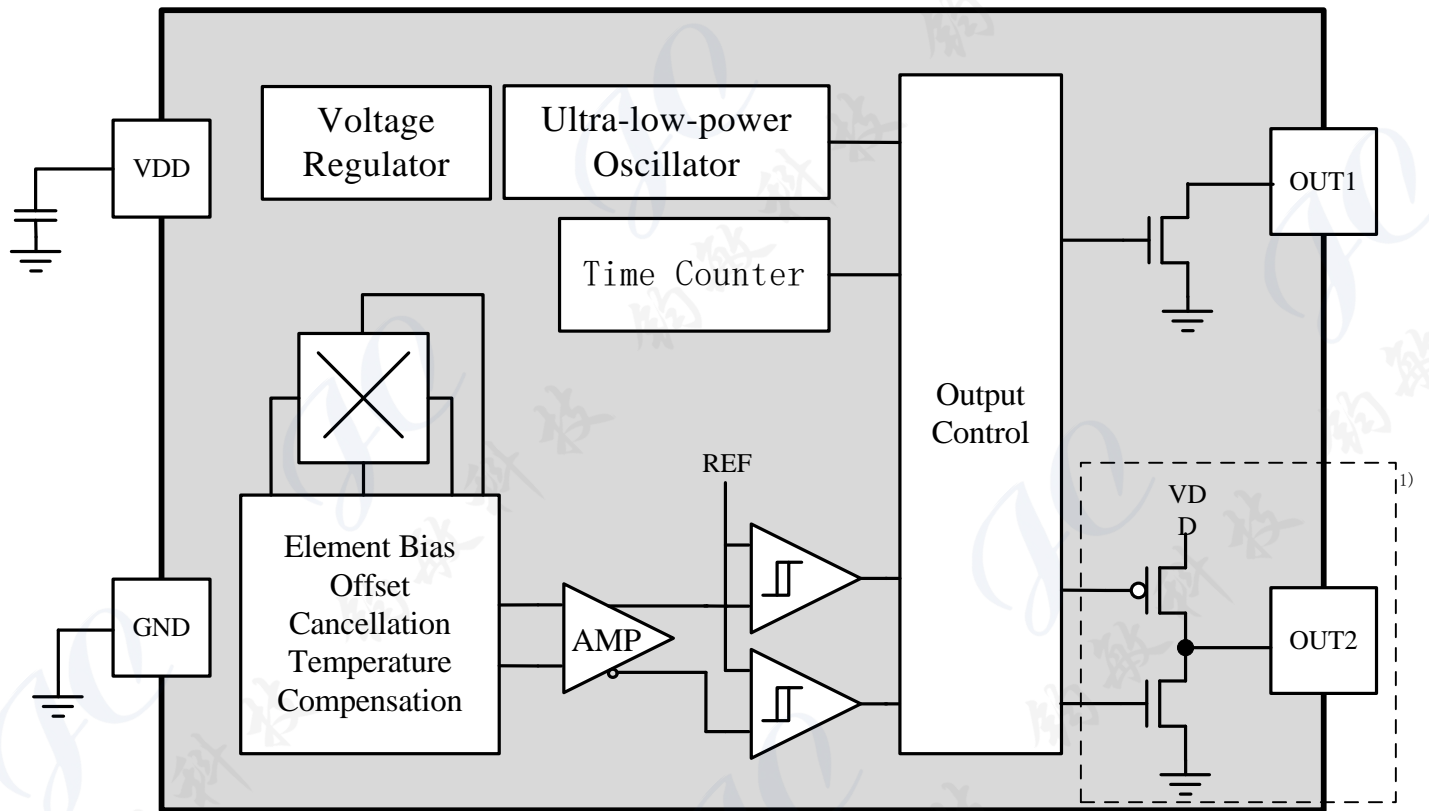 Voltage
Regulator
Ultra-low-power
Oscillator
VDD
OUT1
Time Counter
Output
Control
REF
1)
VD
D
Element Bias
Offset
Cancellation
Temperature
Compensation
AMP
GND
OUT2